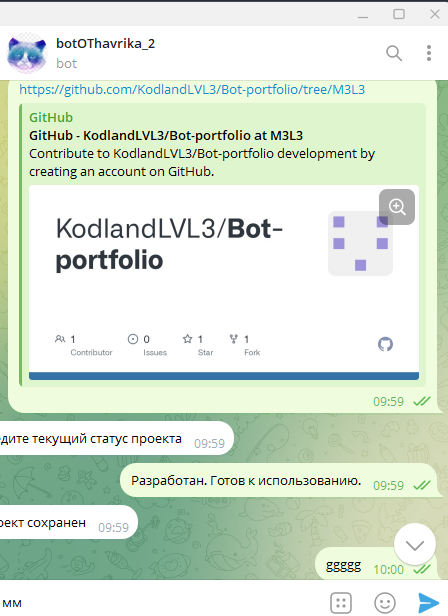 botOThavrika_2
bot
https://github.com/KodlandLVL3/Bot-portfolio/tree/M3L3
GitHub
GitHub - KodlandLVL3/Bot-portfolio at M3L3
Contribute to KodlandLVL3/Bot-portfolio development by
creating an account on GitHub.
KodlandLVL3/Bot-
portfolio
1 Contributor
0 Issues
1 Star
1 Fork
09:59
дите текущий статус проекта 09:59
Разработан. Готов к использованию. 09:59
оект сохранен 09:59
ggggg 10:00
мм